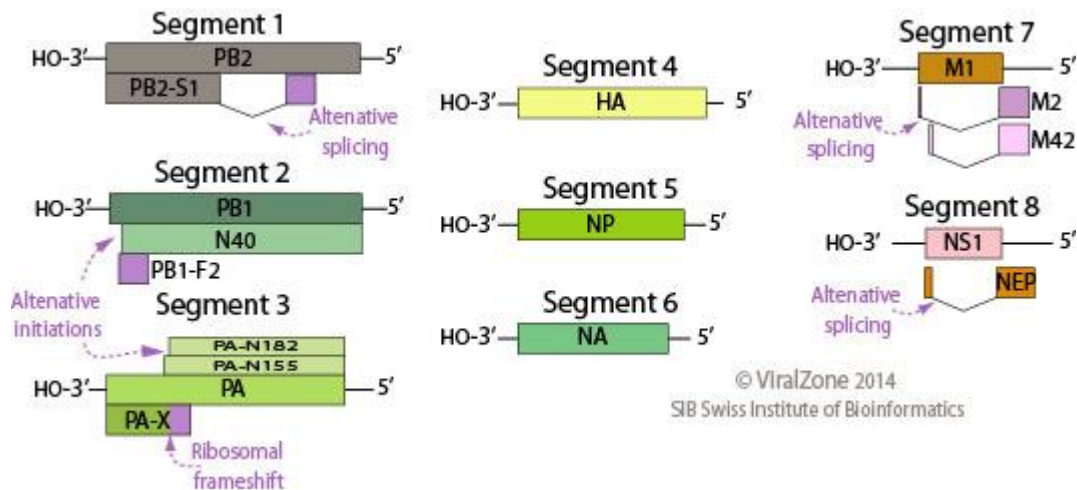 Segment 1
HO-3' PB2 5'
PB2-S1
Altenative
splicing
Segment 2
HO-3' PB1 5'
N40
PB1-F2
Altenative
initiations
Segment 3
PA-N182
PA-N155
HO-3' PA 5'
PA-X
Ribosomal
frameshift
Segment 4
HO-3' HA 5'
Segment 5
HO-3' NP 5'
Segment 6
HO-3' NA 5'
Segment 7
HO-3' M1 5'
M2
Altenative
splicing
M42
Segment 8
HO-3' NS1 5'
NEP
Altenative
splicing
© ViralZone 2014
SIB Swiss Institute of Bioinformatics